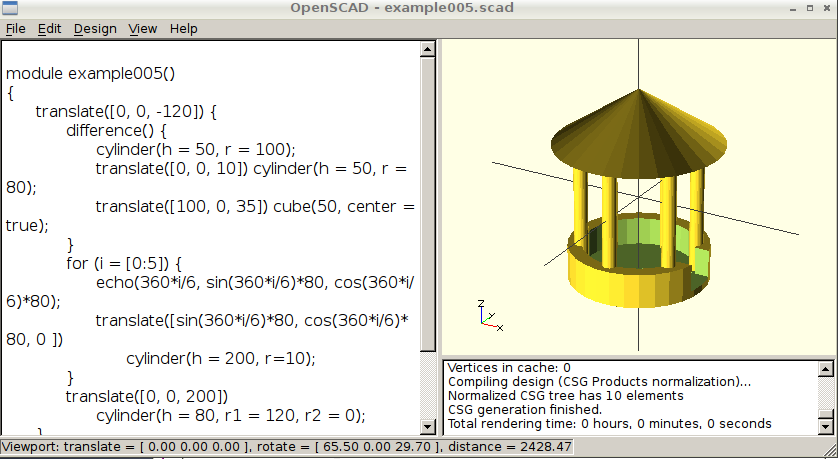 OpenSCAD - example005.scad
File Edit Design View Help
module example005()
{
translate([0, 0, -120]) {
difference() {
cylinder(h = 50, r = 100);
translate([0, 0, 10]) cylinder(h = 50, r =
80);
translate([100, 0, 35]) cube(50, center =
true);
}
for (i = [0:5]) {
echo(360*i/6, sin(360*i/6)*80, cos(360*i/
6)*80);
translate([sin(360*i/6)*80, cos(360*i/6)*
80, 0 ])
cylinder(h = 200, r=10);
}
translate([0, 0, 200])
cylinder(h = 80, r1 = 120, r2 = 0);
}
Z
Y
X
Vertices in cache: 0
Compiling design (CSG Products normalization)...
Normalized CSG tree has 10 elements
CSG generation finished.
Total rendering time: 0 hours, 0 minutes, 0 seconds
Viewport: translate = [ 0.00 0.00 0.00 ], rotate = [ 65.50 0.00 29.70 ], distance = 2428.47